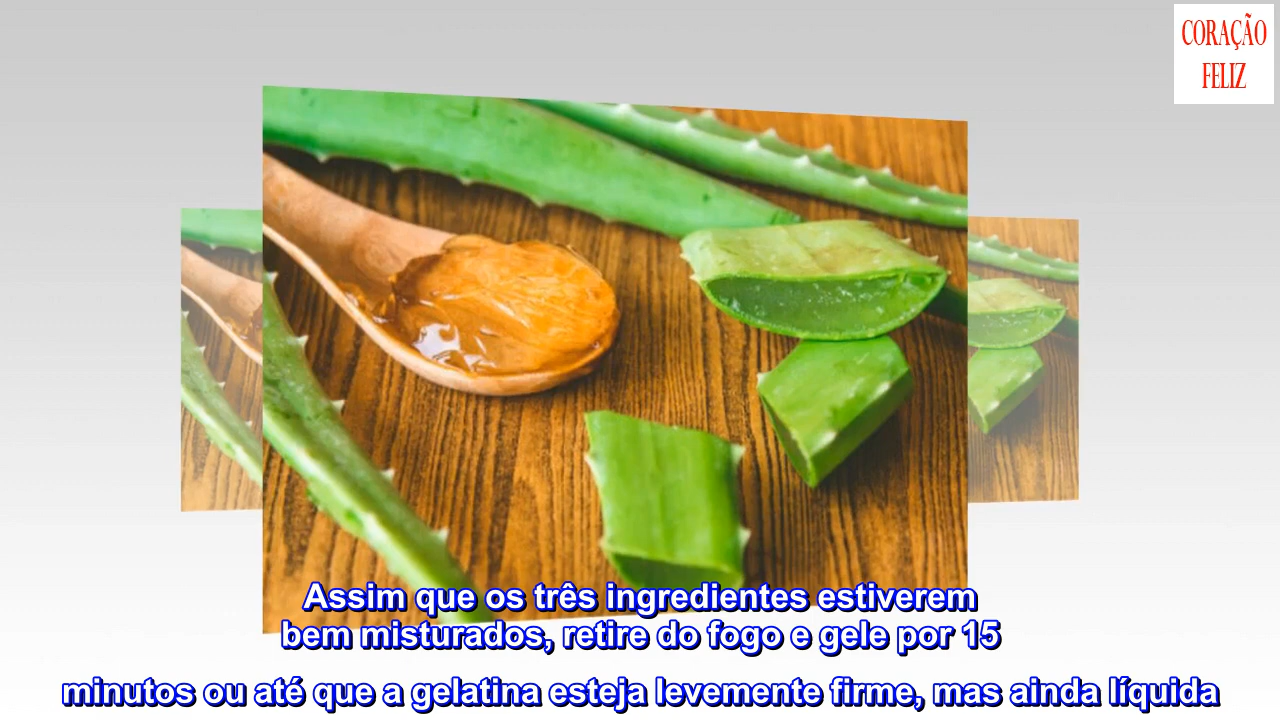 CORAÇÃO
FELIZ
Assim que os três ingredientes estiverem
bem misturados, retire do fogo e gele por 15
minutos ou até que a gelatina esteja levemente firme, mas ainda líquida